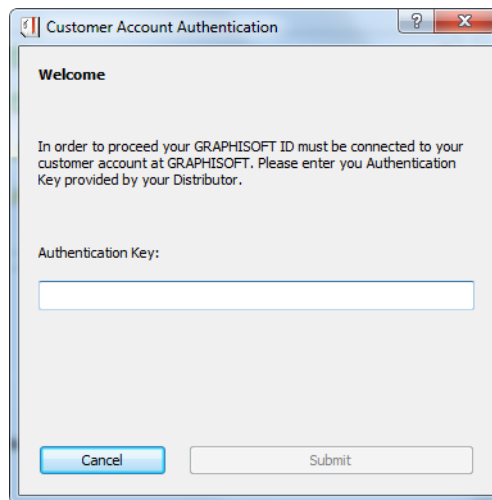 Customer Account Authentication
Welcome
In order to proceed your GRAPHISOFT ID must be connected to your
customer account at GRAPHISOFT. Please enter you Authentication
Key provided by your Distributor.
Authentication Key:
Cancel
Submit